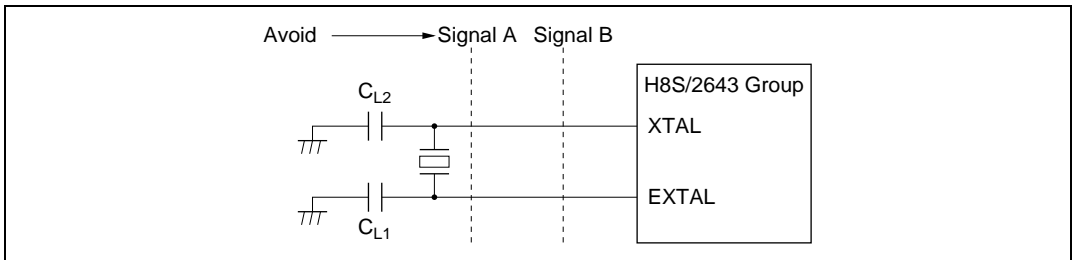 Avoid Signal A Signal B
H8S/2643 Group
CL2
XTAL
EXTAL
CL1